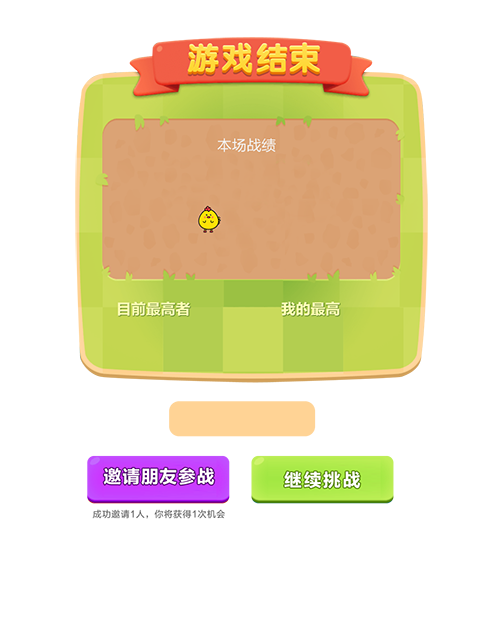 游戏结束
本场战绩
目前最高者
我的最高
邀请朋友参战
继续挑战
成功邀请1人，你将获得1次机会